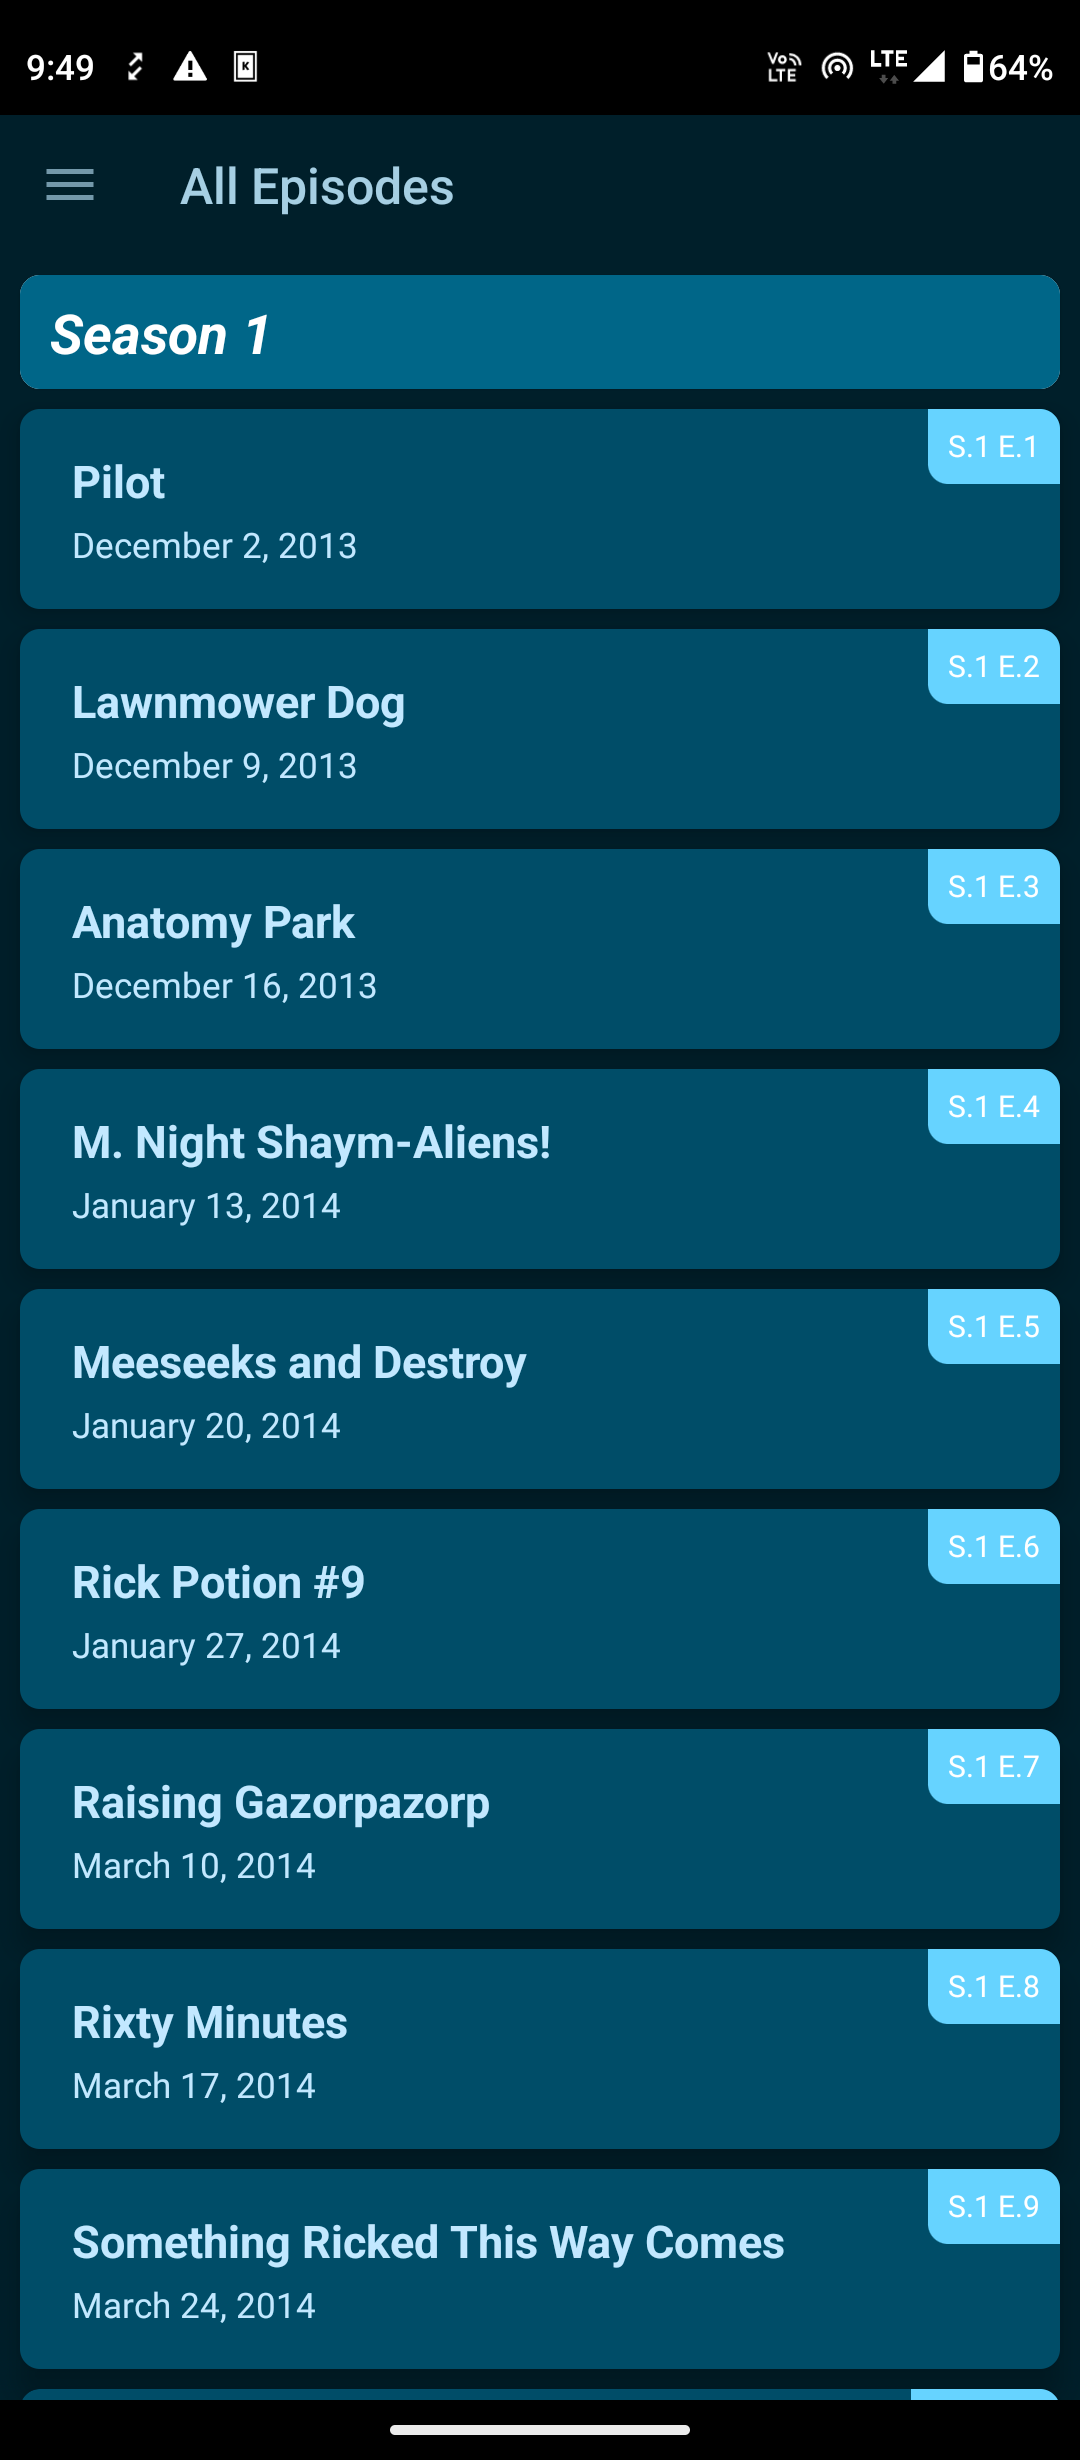 9:49
K
Vo
LTE
LTE
64%
All Episodes
Season 1
S.1 E.1
Pilot
December 2, 2013
S.1 E.2
Lawnmower Dog
December 9, 2013
S.1 E.3
Anatomy Park
December 16, 2013
S.1 E.4
M. Night Shaym-Aliens!
January 13, 2014
S.1 E.5
Meeseeks and Destroy
January 20, 2014
S.1 E.6
Rick Potion #9
January 27, 2014
S.1 E.7
Raising Gazorpazorp
March 10, 2014
S.1 E.8
Rixty Minutes
March 17, 2014
S.1 E.9
Something Ricked This Way Comes
March 24, 2014